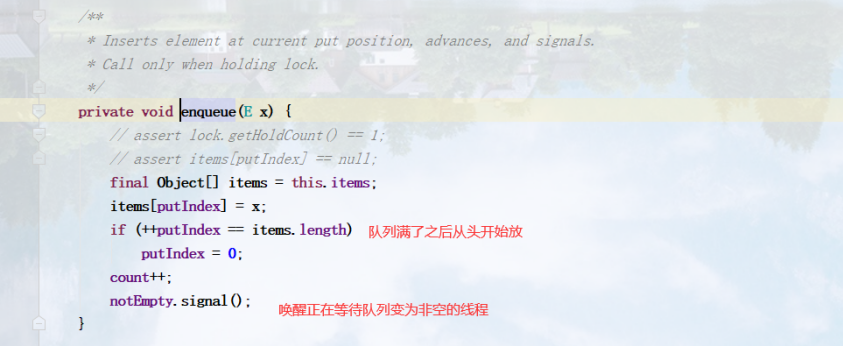 /**
* Inserts element at current put position, advances, and signals.
* Call only when holding lock.
*/
private void enqueue(E x) {
// assert lock.getHoldCount() == 1;
// assert items[putIndex] == null;
final Object[] items = this.items;
items[putIndex] = x;
if (++putIndex == items.length) 队列满了之后从头开始放
putIndex = 0;
count++;
notEmpty.signal(); 唤醒正在等待队列变为非空的线程
}